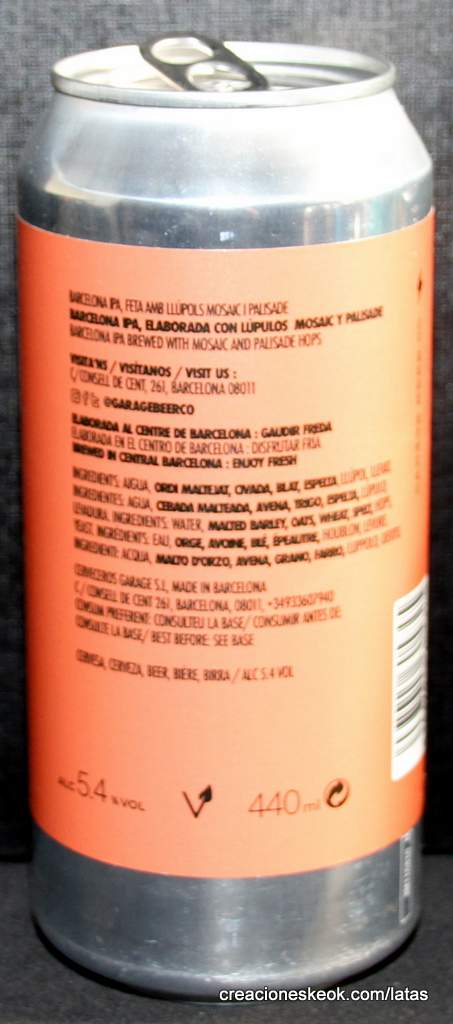 BARCELONA IPA, FETA AMB LLÚPOLS MOSAIC I PALISADE
BARCELONA IPA, ELABORADA CON LÚPULOS MOSAIC Y PALISADE
BARCELONA IPA BREWED WITH MOSAIC AND PALISADE HOPS
VISITA'NS / VISÍTANOS / VISIT US :
C/ CONSELL DE CENT, 261, BARCELONA 08011
@GARAGEBEERCO
ELABORADA AL CENTRE DE BARCELONA : GAUDIR FREDA
ELABORADA EN EL CENTRO DE BARCELONA : DISFRUTAR FRÍA
BREWED IN CENTRAL BARCELONA : ENJOY FRESH
INGREDIENTS: AIGUA, ORDI MALTEJAT, CIVADA, BLAT, ESPELTA, LLÚPOL, LLEVAT.
INGREDIENTES: AGUA, CEBADA MALTEADA, AVENA, TRIGO, ESPELTA, LÚPULO,
LEVADURA. INGREDIENTS: WATER, MALTED BARLEY, OATS, WHEAT, SPELT, HOPS,
YEAST. INGRÉDIENTS: EAU, ORGE, AVOINE, BLÉ, ÉPEAUTRE, HOUBLON, LEVURE.
INGREDIENTI: ACQUA, MALTO D'ORZO, AVENA, GRANO, FARRO, LUPPOLO, LIEVITO.
CERVECEROS GARAGE S.L, MADE IN BARCELONA
C/ CONSELL DE CENT 261, BARCELONA, 08011, +34933607940
CONSUM PREFERENT: CONSULTEU LA BASE/ CONSUMIR ANTES DE:
CONSULTE LA BASE/ BEST BEFORE: SEE BASE
CERVESA, CERVEZA, BEER, BIÈRE, BIRRA / ALC 5.4 VOL
ALC 5.4 % VOL
440 ml
creacioneskeok.com/latas